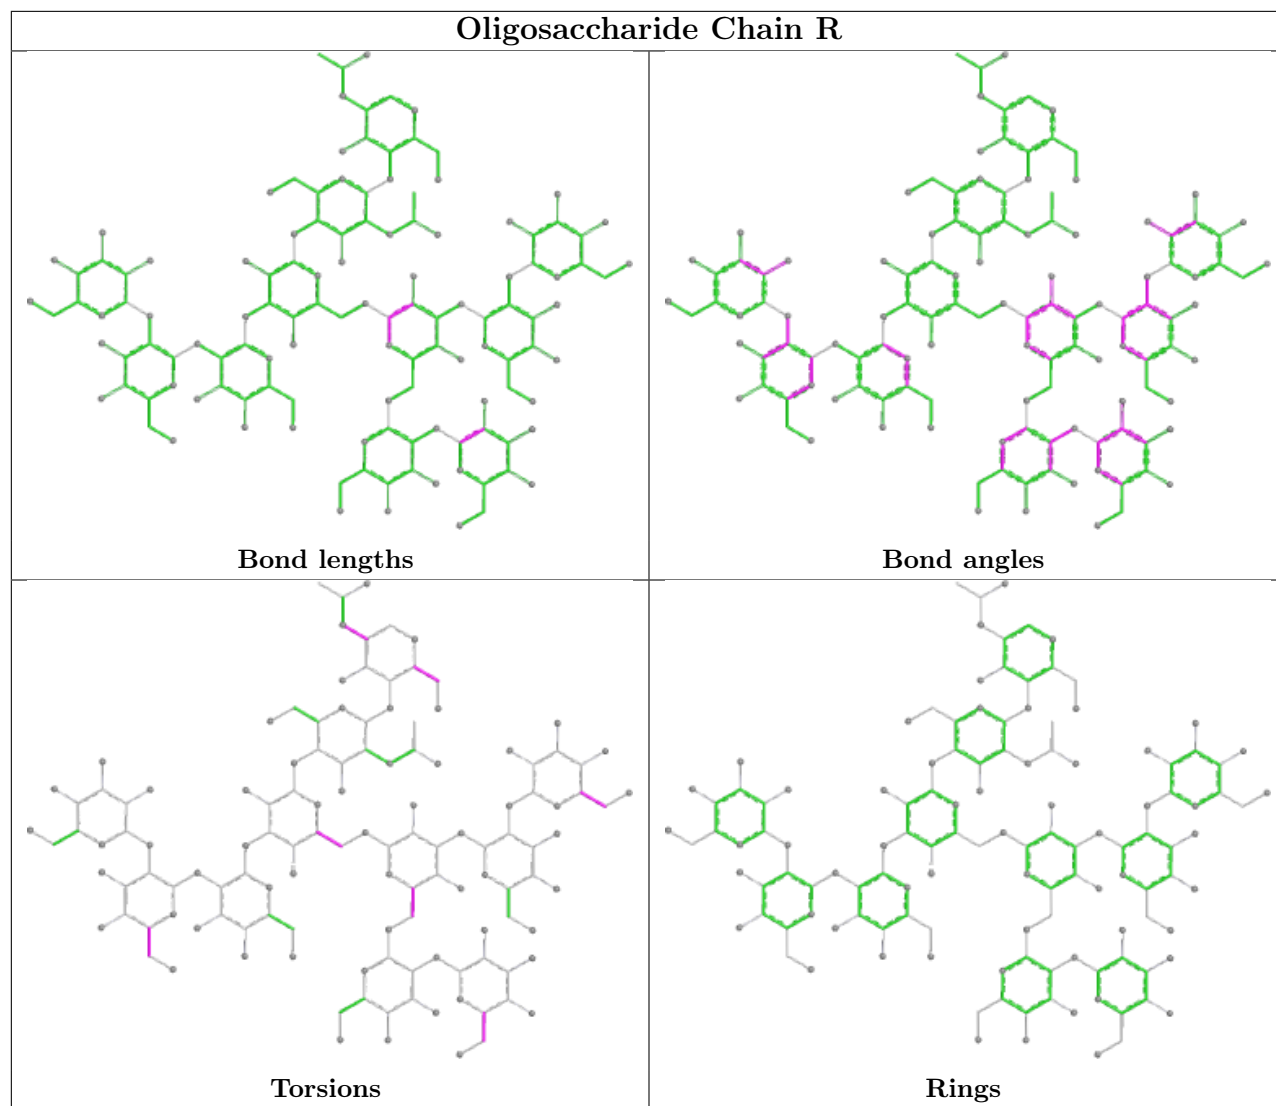 Oligosaccharide Chain R
Bond lengths
Bond angles
Torsions
Rings